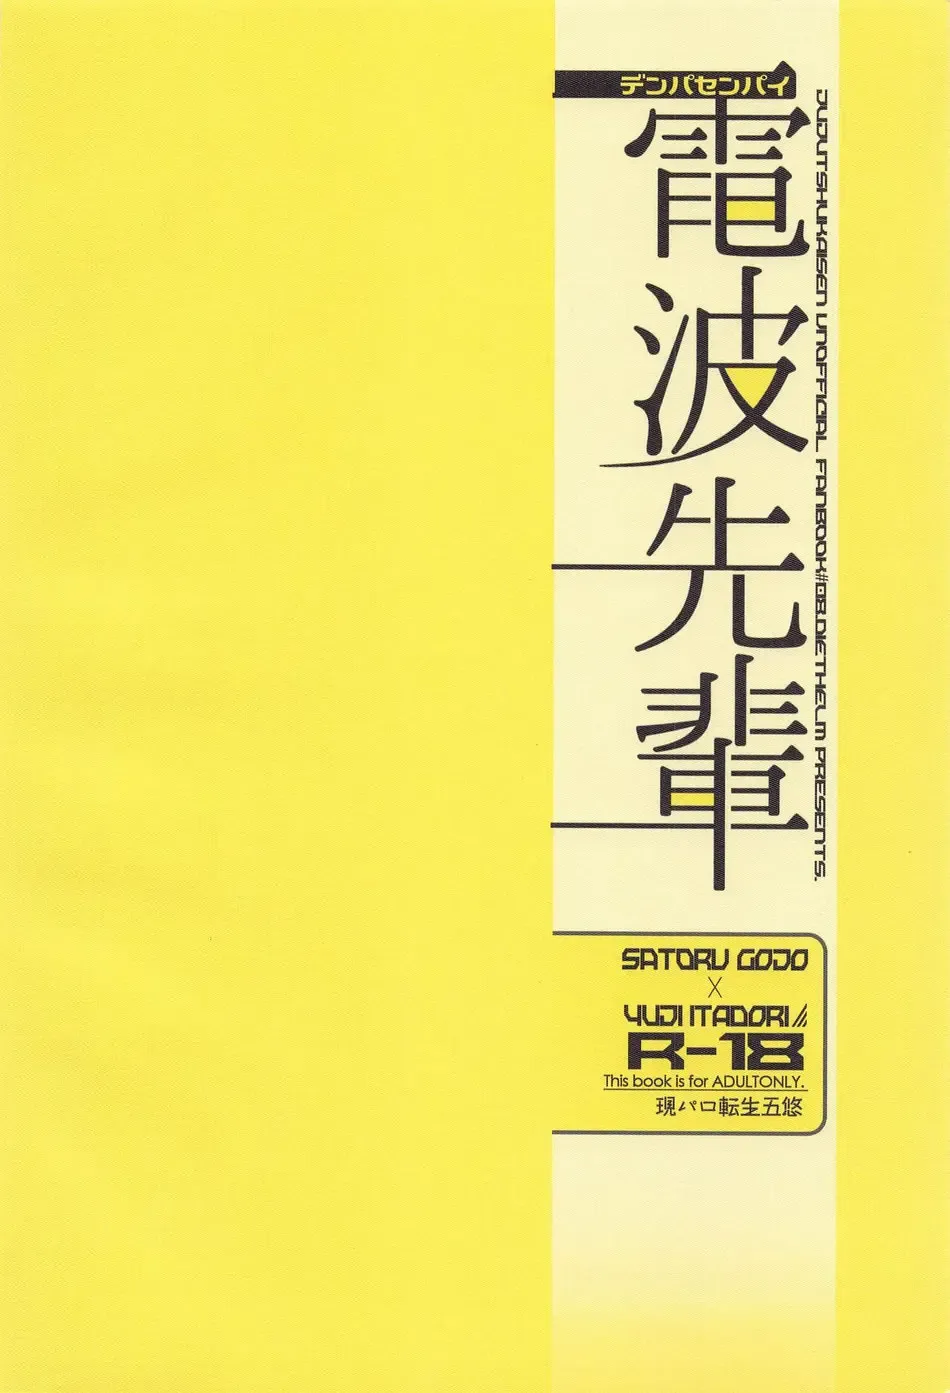 デンパセンパイ
電波先輩
JUJUTSHUKAISEN UNOFFICIAL FANBOOK#08.DIETHELM PRESENTS.
SATORU GOJO
×
YUJI ITADORI
R-18
This book is for ADULTONLY.
現パロ転生五悠